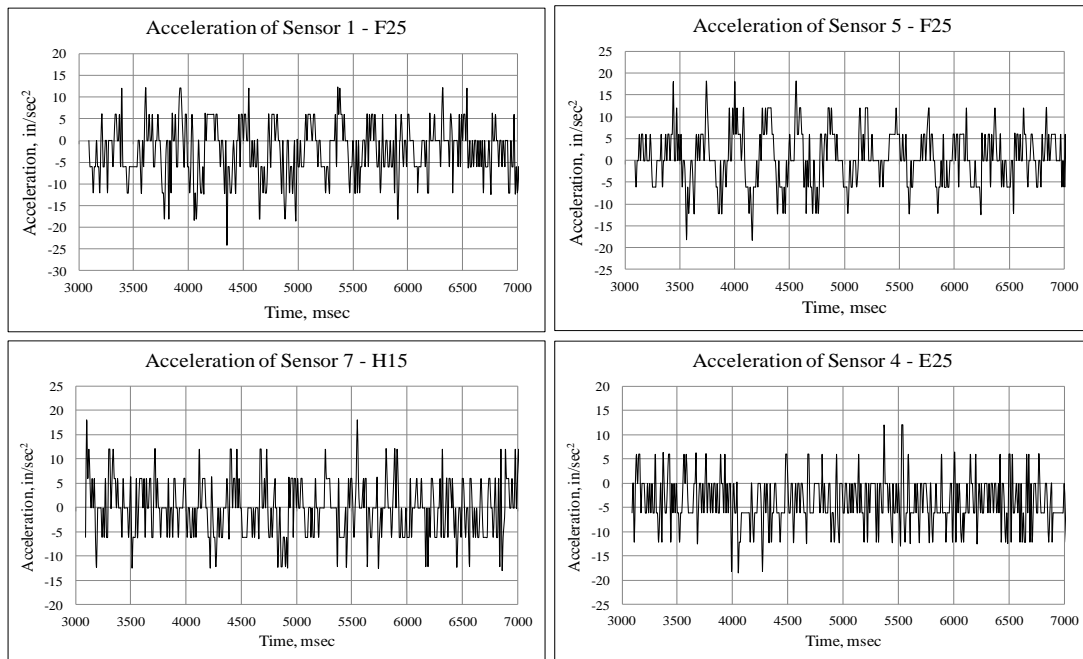 Acceleration of Sensor 1 - F25
Acceleration, in/sec²
20
15
10
5
0
-5
-10
-15
-20
-25
-30
3000 3500 4000 4500 5000 5500 6000 6500 7000
Time, msec
Acceleration of Sensor 5 - F25
Acceleration, in/sec²
25
20
15
10
5
0
-5
-10
-15
-20
-25
3000 3500 4000 4500 5000 5500 6000 6500 7000
Time, msec
Acceleration of Sensor 7 - H15
Acceleration, in/sec²
25
20
15
10
5
0
-5
-10
-15
-20
3000 3500 4000 4500 5000 5500 6000 6500 7000
Time, msec
Acceleration of Sensor 4 - E25
Acceleration, in/sec²
20
15
10
5
0
-5
-10
-15
-20
-25
3000 3500 4000 4500 5000 5500 6000 6500 7000
Time, msec